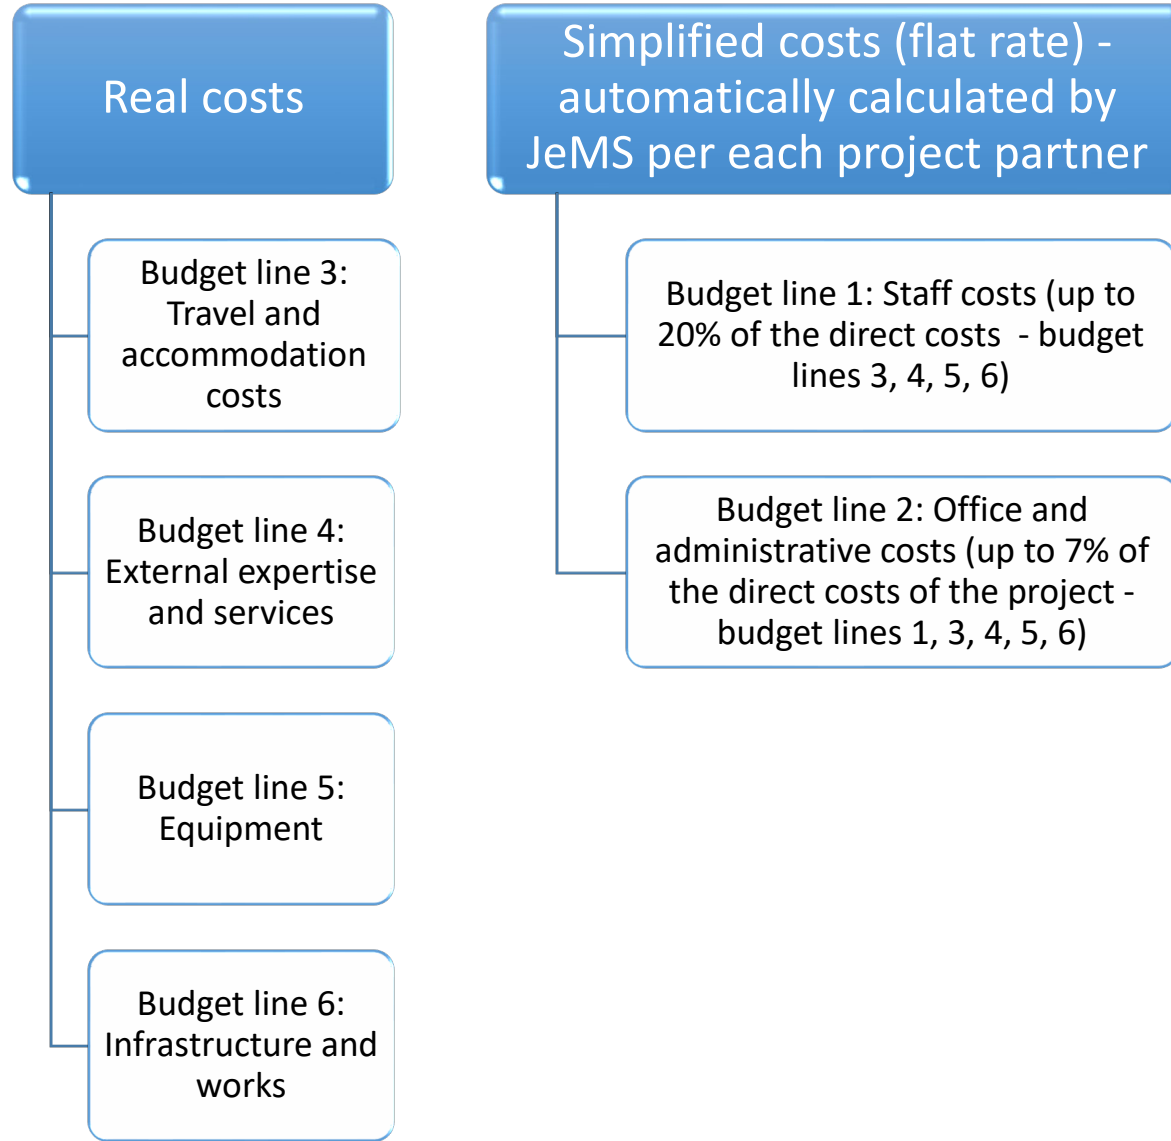 Real costs
Budget line 3:
Travel and
accommodation
costs
Budget line 4:
External expertise
and services
Budget line 5:
Equipment
Budget line 6:
Infrastructure and
works
Simplified costs (flat rate) -
automatically calculated by
JeMS per each project partner
Budget line 1: Staff costs (up to
20% of the direct costs  - budget
lines 3, 4, 5, 6)
Budget line 2: Office and
administrative costs (up to 7% of
the direct costs of the project -
budget lines 1, 3, 4, 5, 6)